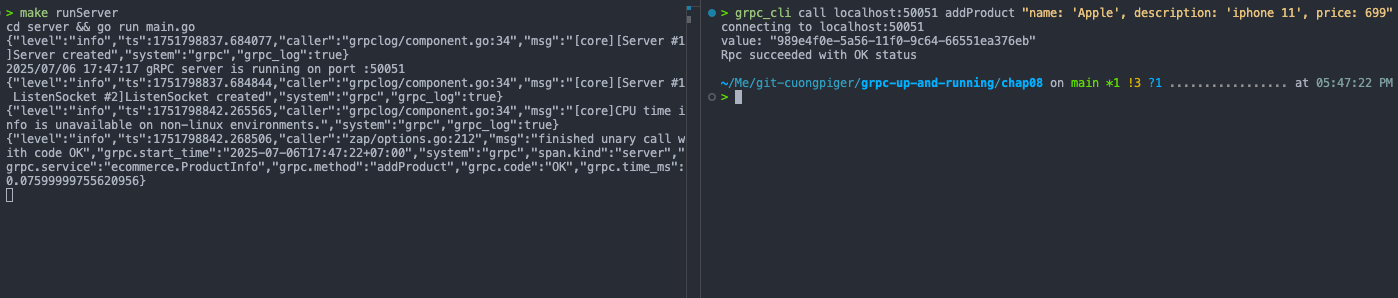 > make runServer
cd server && go run main.go
{"level":"info","ts":1751798837.684077,"caller":"grpclog/component.go:34","msg":"[core][Server #1
]Server created","system":"grpc","grpc_log":true}
2025/07/06 17:47:17 gRPC server is running on port :50051
{"level":"info","ts":1751798837.684844,"caller":"grpclog/component.go:34","msg":"[core][Server #1
 ListenSocket #2]ListenSocket created","system":"grpc","grpc_log":true}
{"level":"info","ts":1751798842.265565,"caller":"grpclog/component.go:34","msg":"[core]CPU time i
nfo is unavailable on non-linux environments.","system":"grpc","grpc_log":true}
{"level":"info","ts":1751798842.268506,"caller":"zap/options.go:212","msg":"finished unary call w
ith code OK","grpc.start_time":"2025-07-06T17:47:22+07:00","system":"grpc","span.kind":"server","
grpc.service":"ecommerce.ProductInfo","grpc.method":"addProduct","grpc.code":"OK","grpc.time_ms":
0.07599999755620956}
> grpc_cli call localhost:50051 addProduct "name: 'Apple', description: 'iphone 11', price: 699"
connecting to localhost:50051
value: "989e4f0e-5a56-11f0-9c64-66551ea376eb"
Rpc succeeded with OK status
~/Me/git-cuongpiger/grpc-up-and-running/chap08 on main *1 !3 ?1 ................. at 05:47:22 PM
>